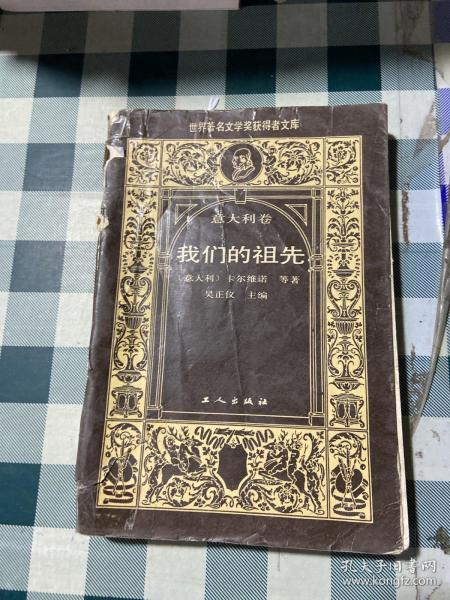 世界著名文学奖获得者文库
意大利卷
我们的祖先
（意大利）卡尔维诺 等著
吴正仪 主编
工人出版社
孔夫子旧书网
www.kongfz.com